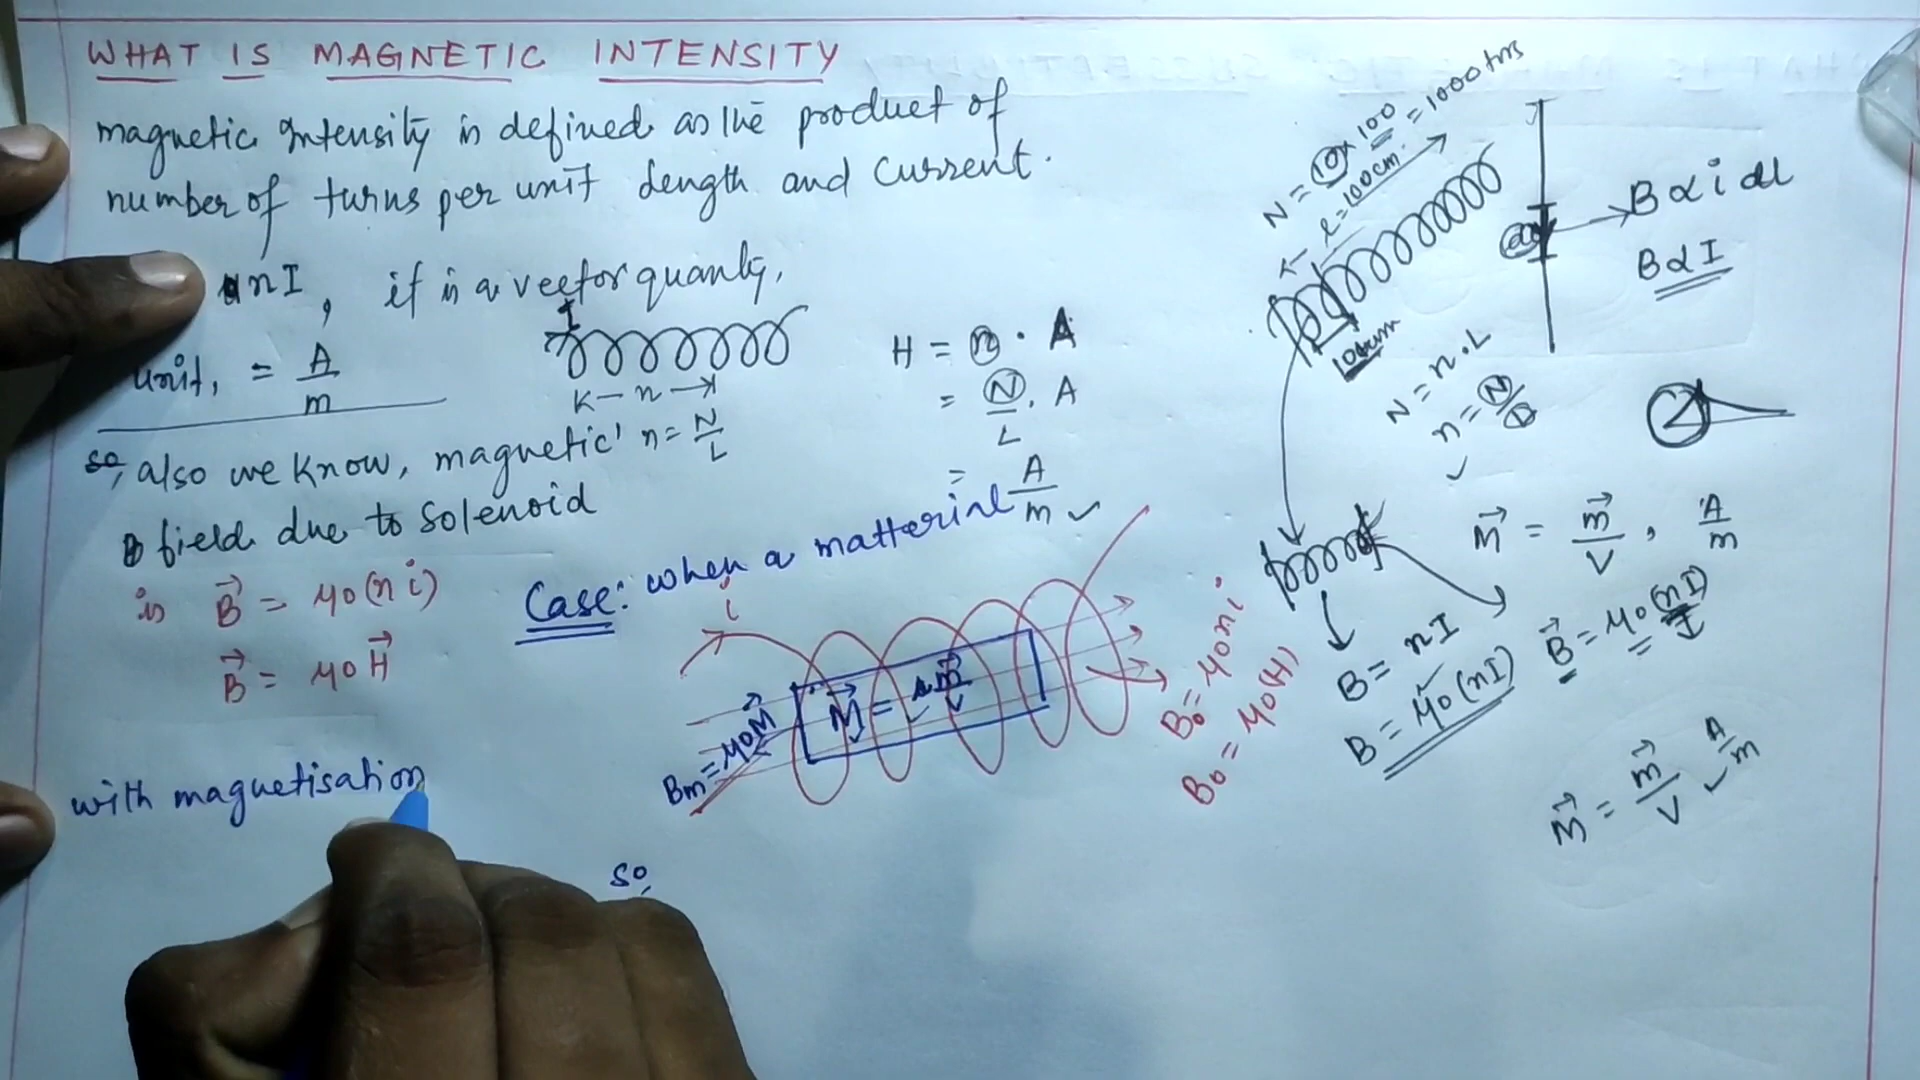 WHAT IS MAGNETIC INTENSITY
magnetic intensity is defined as the product of
number of turns per unit length and current.
nI, it is a vector quanty,
I
K— n —>
n = N/L
unit, = A/m
H = n · A
= N/L . A
= A/m
so, also we know, magnetic
field due to solenoid
is B⃗ = μ0(ni)
B⃗ = μ0H⃗
Case: when a matterial
i
M⃗ = m⃗/V
Bm = μ0M⃗
B0 = μ0ni
B0 = μ0(H)
with magnetisation
so,
N = 10 × 100 = 1000 trns
l = 100cm
B α i dl
B α I
N = n.L
M⃗ = m⃗/V , A/m
B = nI
B = μ0(nI)
B⃗ = μ0(nI)
M⃗ = m⃗/V A/m